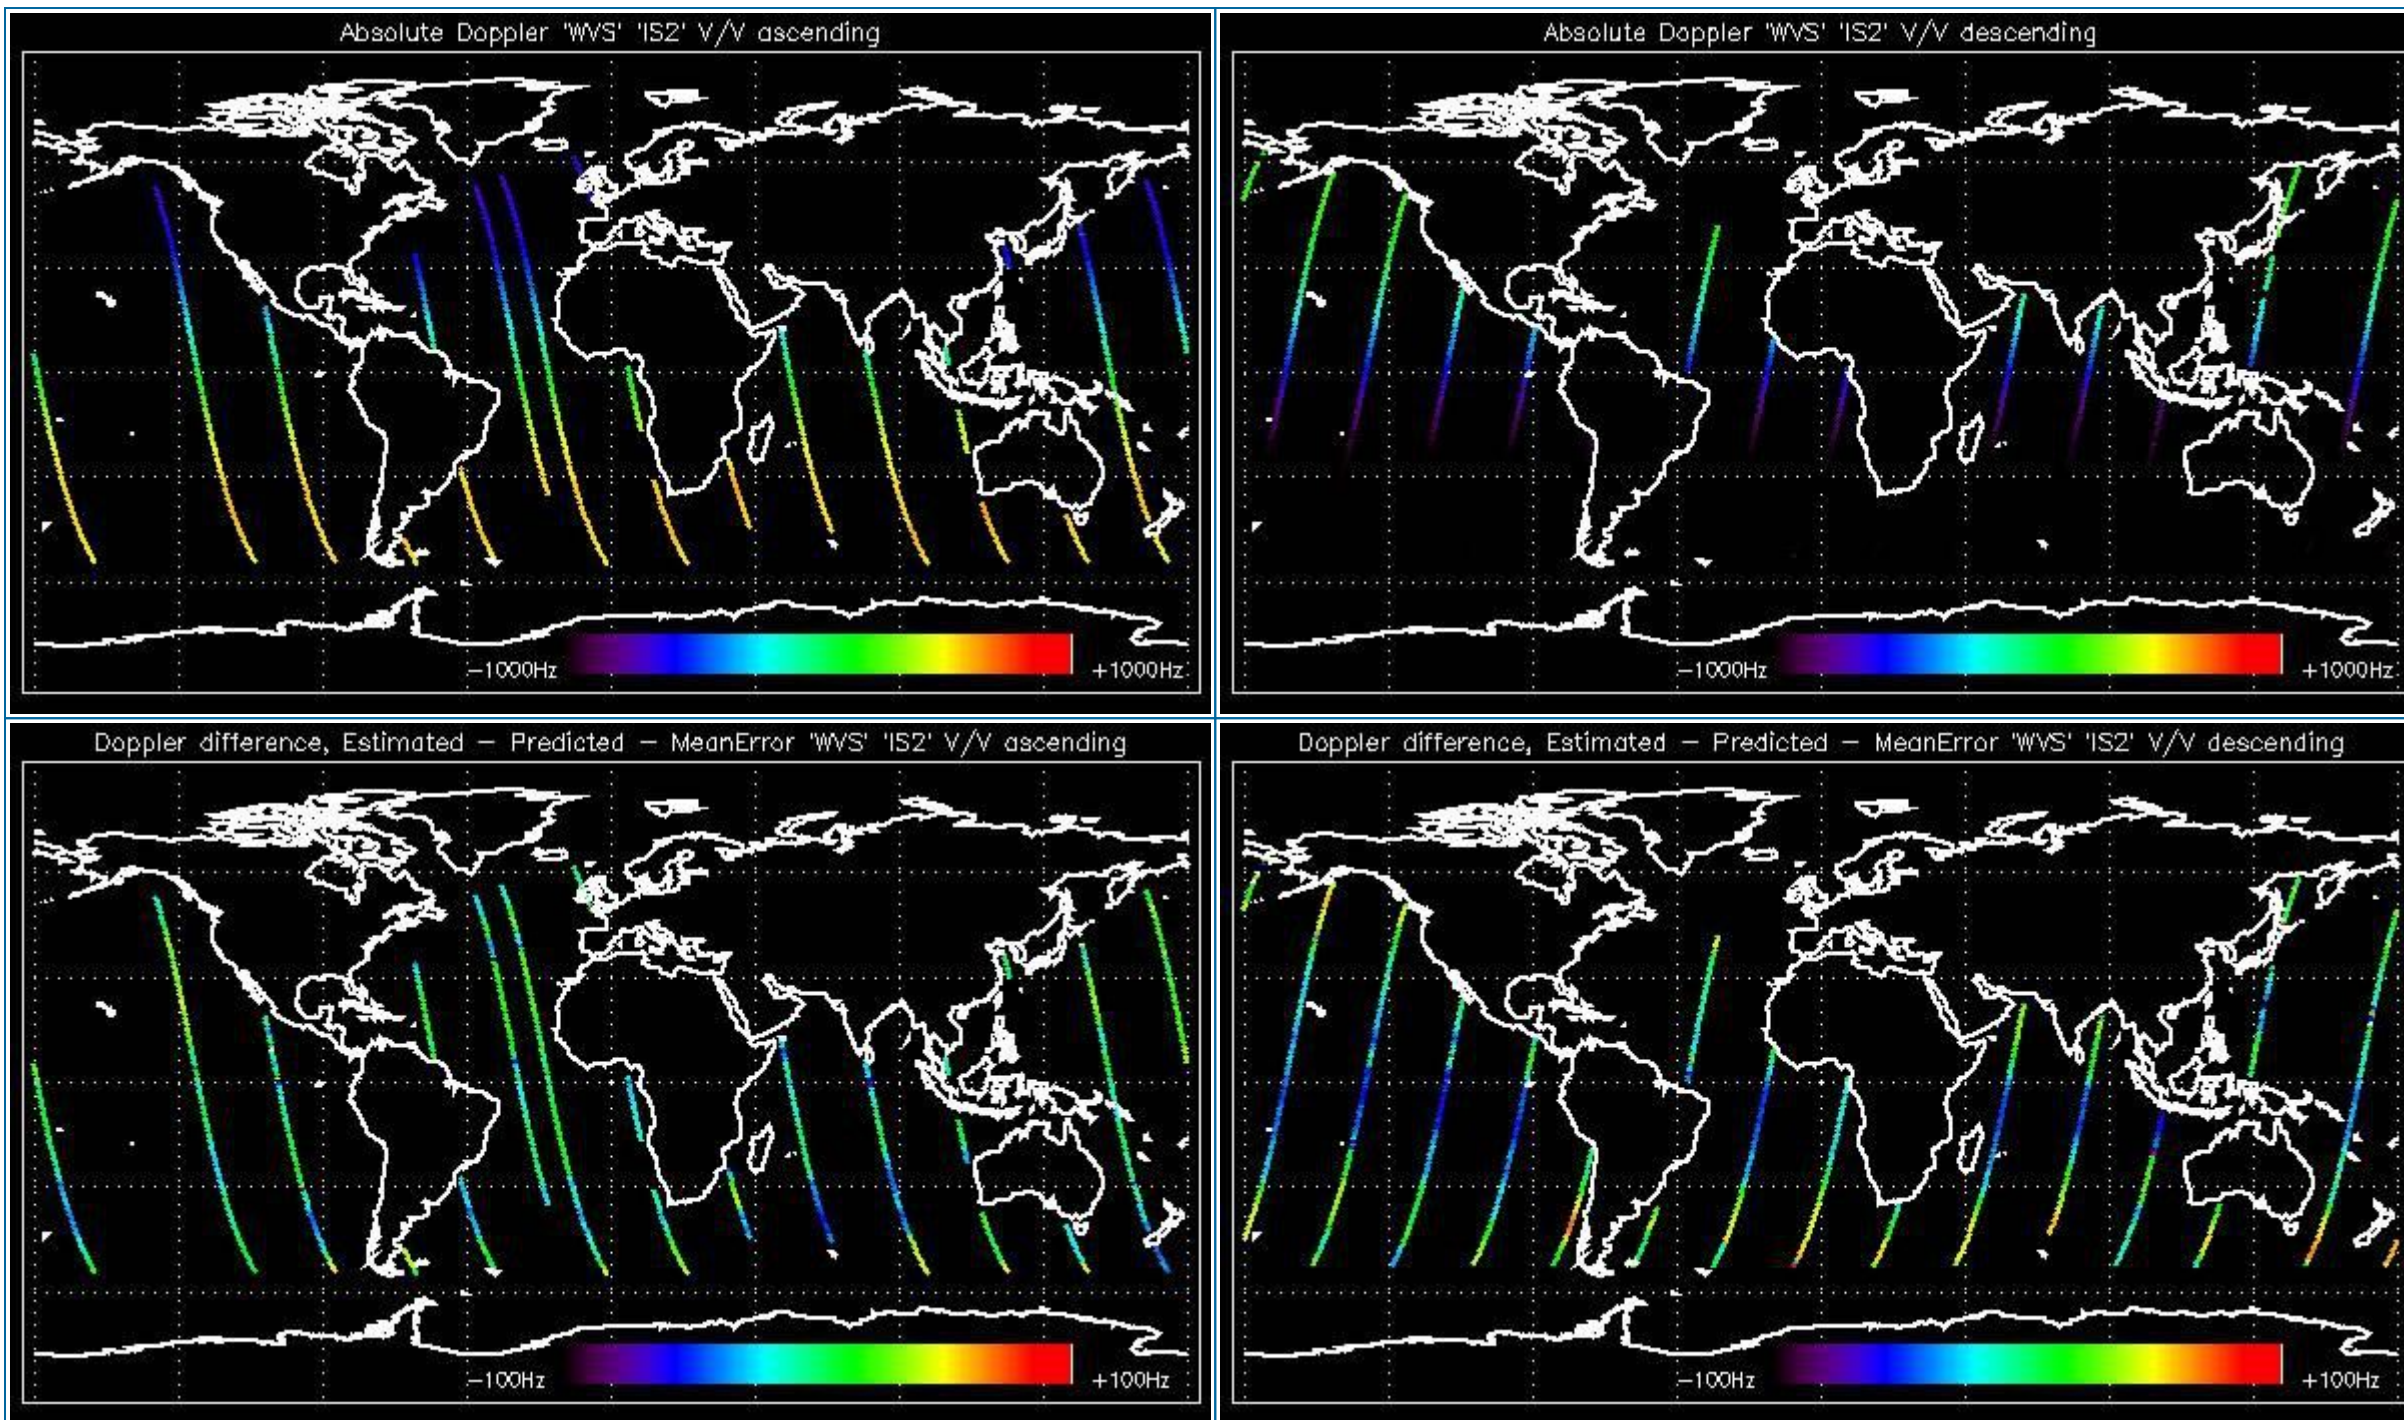 Absolute Doppler 'WVS' 'IS2' V/V ascending
-1000Hz
+1000Hz
Absolute Doppler 'WVS' 'IS2' V/V descending
-1000Hz
+1000Hz
Doppler difference, Estimated - Predicted - MeanError 'WVS' 'IS2' V/V ascending
-100Hz
+100Hz
Doppler difference, Estimated - Predicted - MeanError 'WVS' 'IS2' V/V descending
-100Hz
+100Hz